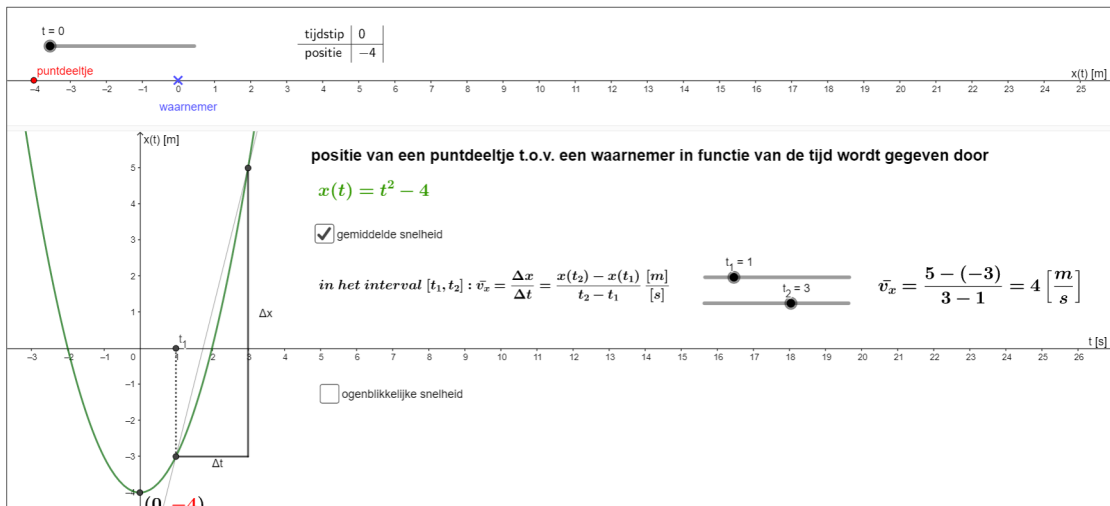 t = 0
tijdstip 0
positie −4
puntdeeltje
x(t) [m]
−4 −3 −2 −1 0 1 2 3 4 5 6 7 8 9 10 11 12 13 14 15 16 17 18 19 20 21 22 23 24 25
waarnemer
x(t) [m]
positie van een puntdeeltje t.o.v. een waarnemer in functie van de tijd wordt gegeven door
x(t) = t² − 4
gemiddelde snelheid
in het interval [t₁, t₂] : v̄ₓ = Δx/Δt = (x(t₂) − x(t₁))/(t₂ − t₁) [m]/[s]
t₁ = 1
t₂ = 3
v̄ₓ = (5 − (−3))/(3 − 1) = 4 [m/s]
5
4
3
2
1
Δx
t₁
t [s]
−3 −2 −1 0 1 2 3 4 5 6 7 8 9 10 11 12 13 14 15 16 17 18 19 20 21 22 23 24 25 26
−1
−2
−3
−4
ogenblikkelijke snelheid
Δt
(0, −4)